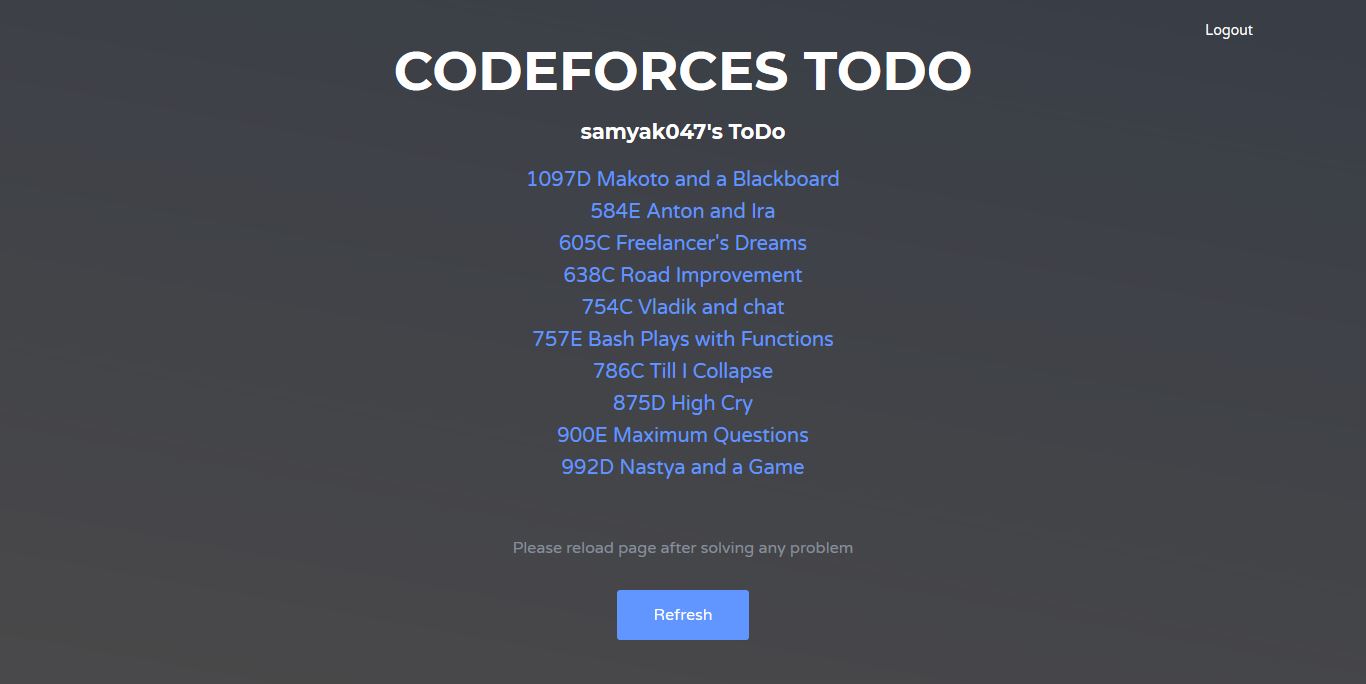 Logout
CODEFORCES TODO
samyak047's ToDo
1097D Makoto and a Blackboard
584E Anton and Ira
605C Freelancer's Dreams
638C Road Improvement
754C Vladik and chat
757E Bash Plays with Functions
786C Till I Collapse
875D High Cry
900E Maximum Questions
992D Nastya and a Game
Please reload page after solving any problem
Refresh